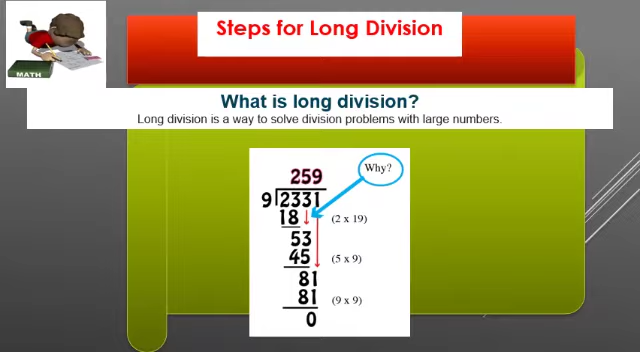 Steps for Long Division
MATH
What is long division?
Long division is a way to solve division problems with large numbers.
259
Why?
9 2331
18 (2 x 19)
53
45 (5 x 9)
81
81 (9 x 9)
0